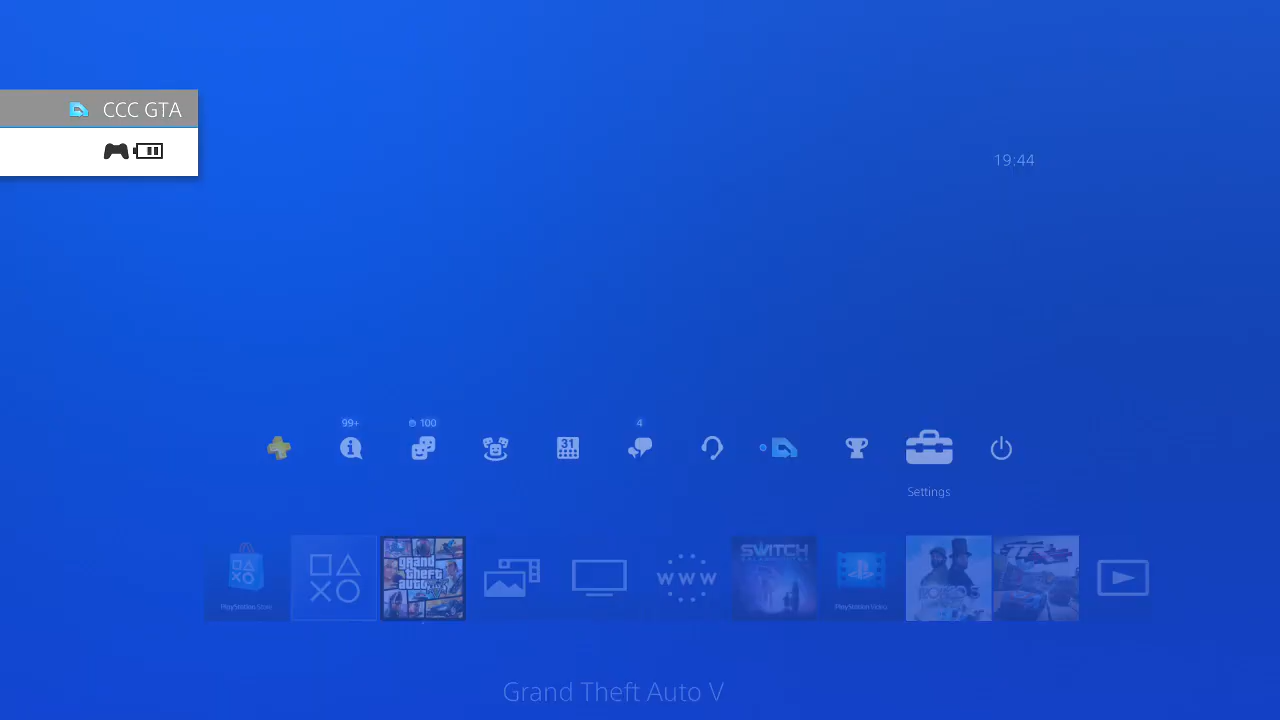 CCC GTA
19:44
99+
100
4
31
Settings
PlayStation Store
grand
theft
auto
V
WWW
SWITCH
PlayStation Video
Grand Theft Auto V